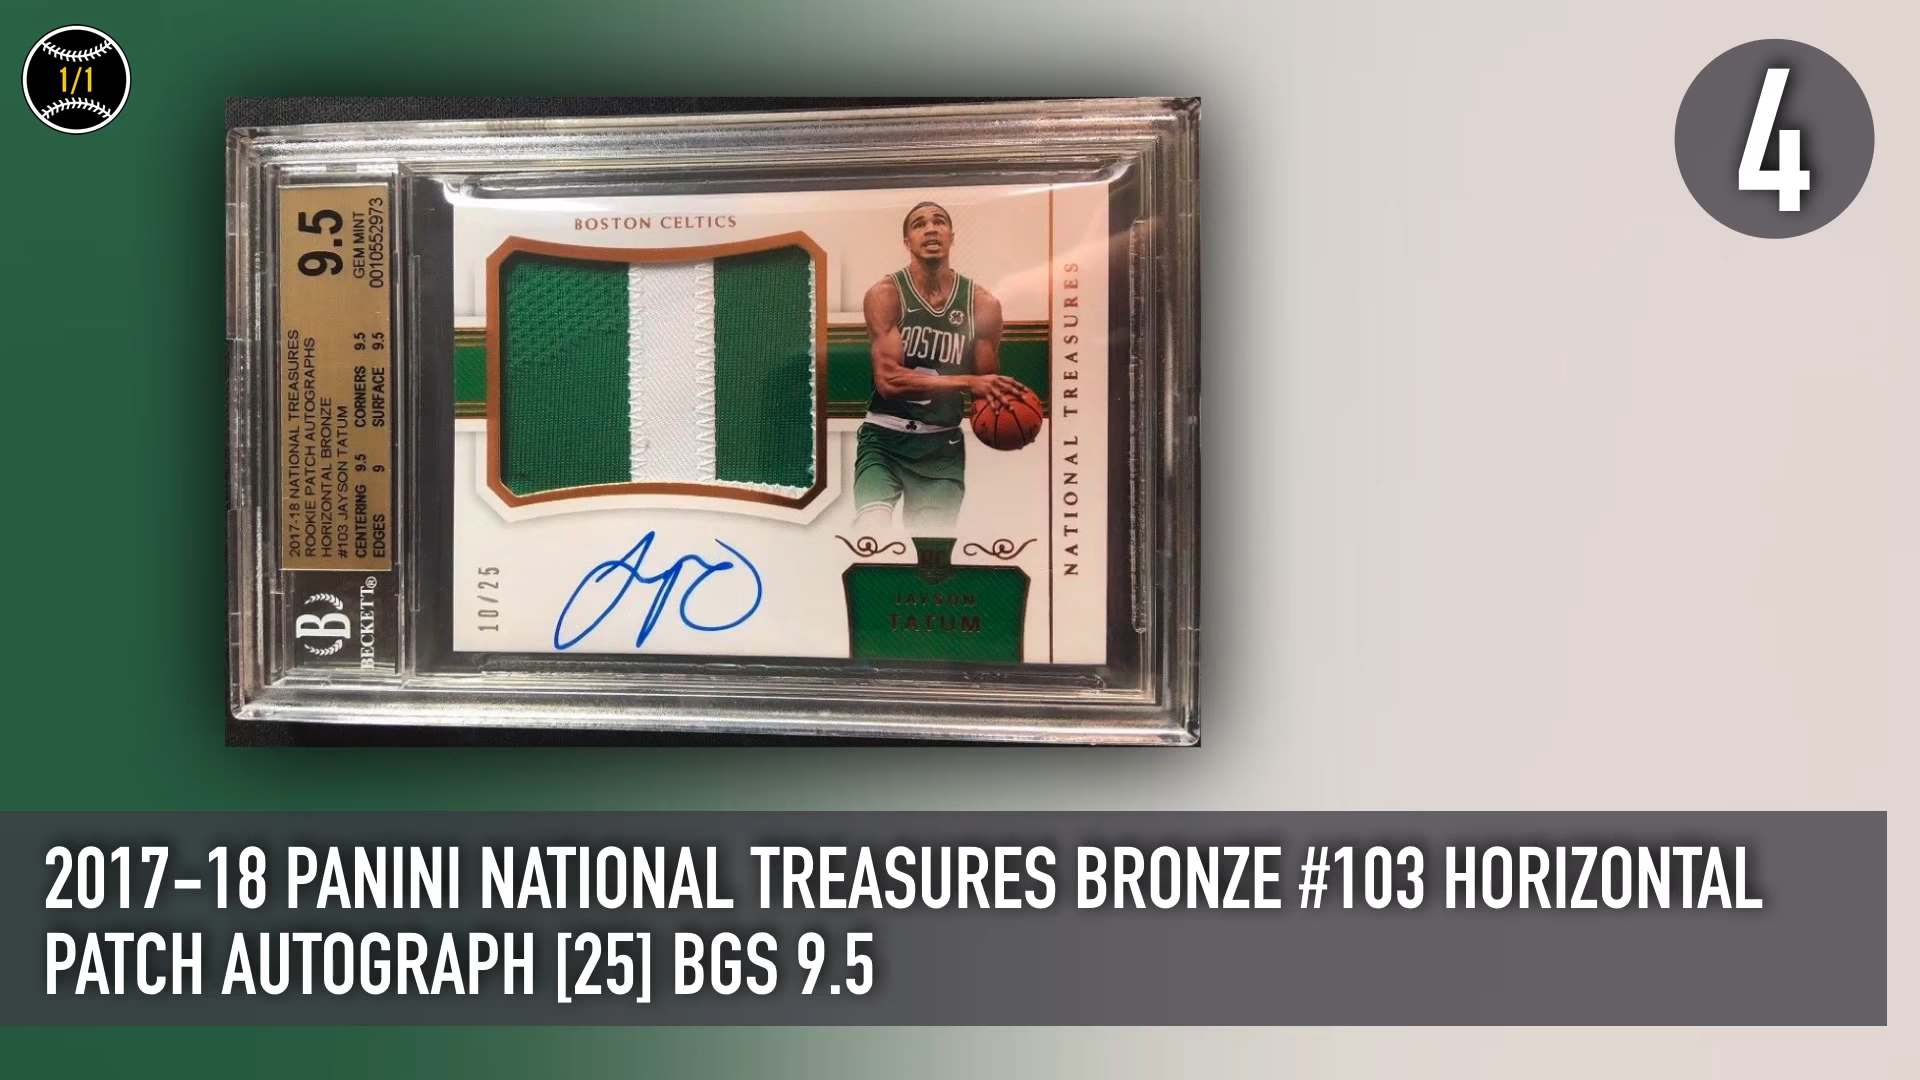 1/1
4
9.5
GEM MINT
0010552973
2017-18 NATIONAL TREASURES
ROOKIE PATCH AUTOGRAPHS
HORIZONTAL BRONZE
#103 JAYSON TATUM
CENTERING 9.5 CORNERS 9.5
EDGES 9 SURFACE 9.5
B
BECKETT®
BOSTON CELTICS
BOSTON
NATIONAL TREASURES
10/25
RC
JAYSON
TATUM
2017-18 PANINI NATIONAL TREASURES BRONZE #103 HORIZONTAL
PATCH AUTOGRAPH [25] BGS 9.5